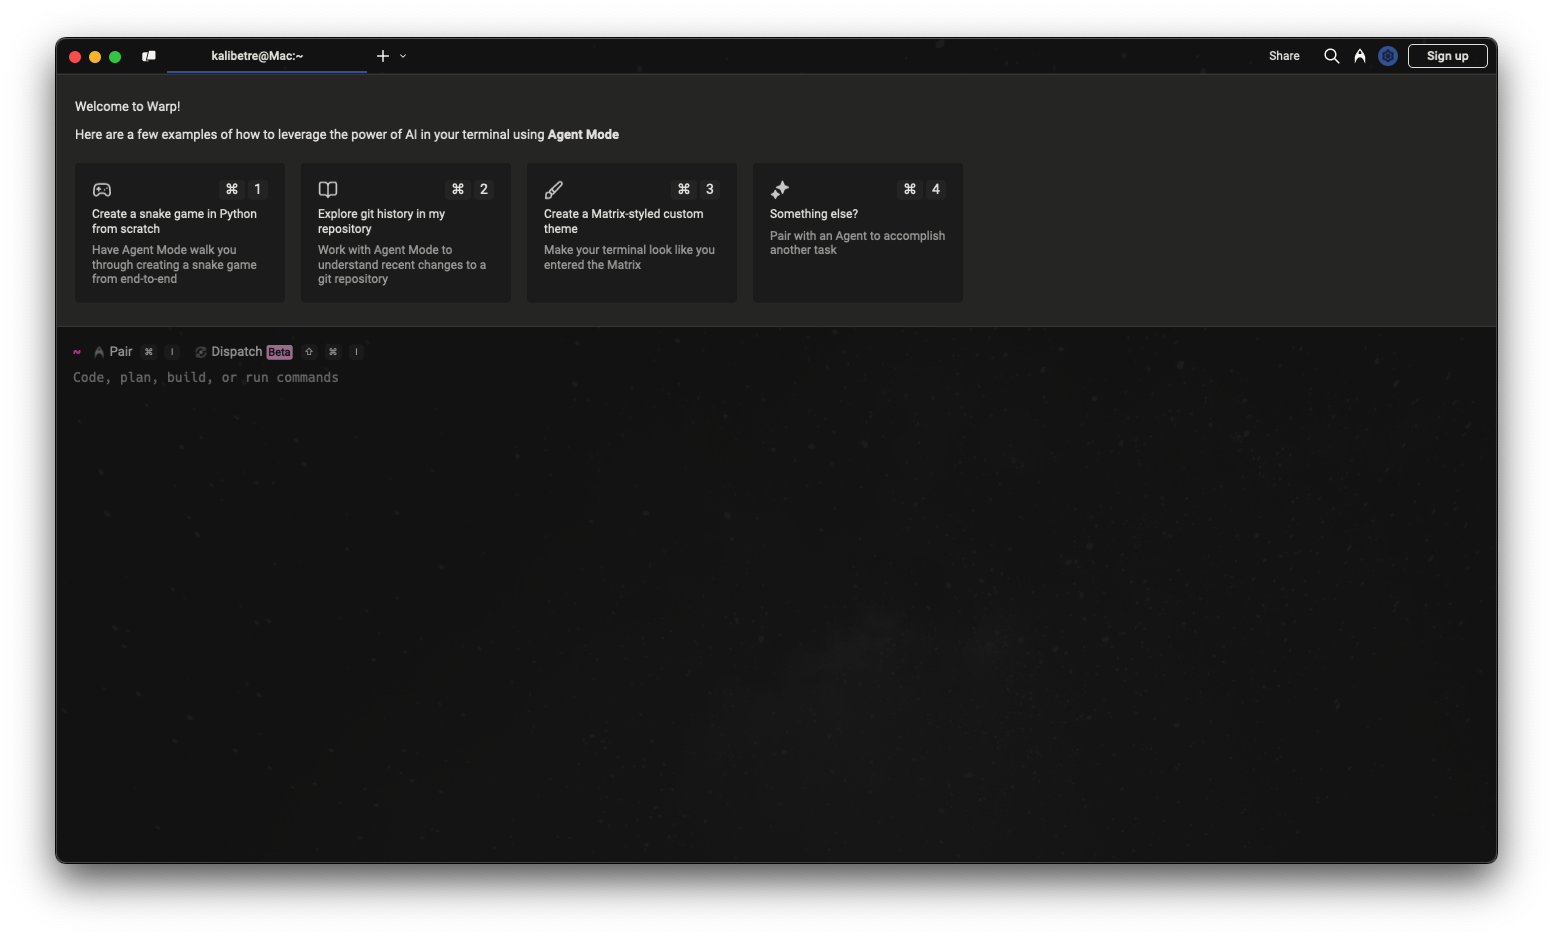 kalibetre@Mac:~
Share
Sign up
Welcome to Warp!
Here are a few examples of how to leverage the power of AI in your terminal using Agent Mode
⌘ 1
Create a snake game in Python
from scratch
Have Agent Mode walk you
through creating a snake game
from end-to-end
⌘ 2
Explore git history in my
repository
Work with Agent Mode to
understand recent changes to a
git repository
⌘ 3
Create a Matrix-styled custom
theme
Make your terminal look like you
entered the Matrix
⌘ 4
Something else?
Pair with an Agent to accomplish
another task
~ Pair ⌘ I Dispatch Beta ⇧ ⌘ I
Code, plan, build, or run commands